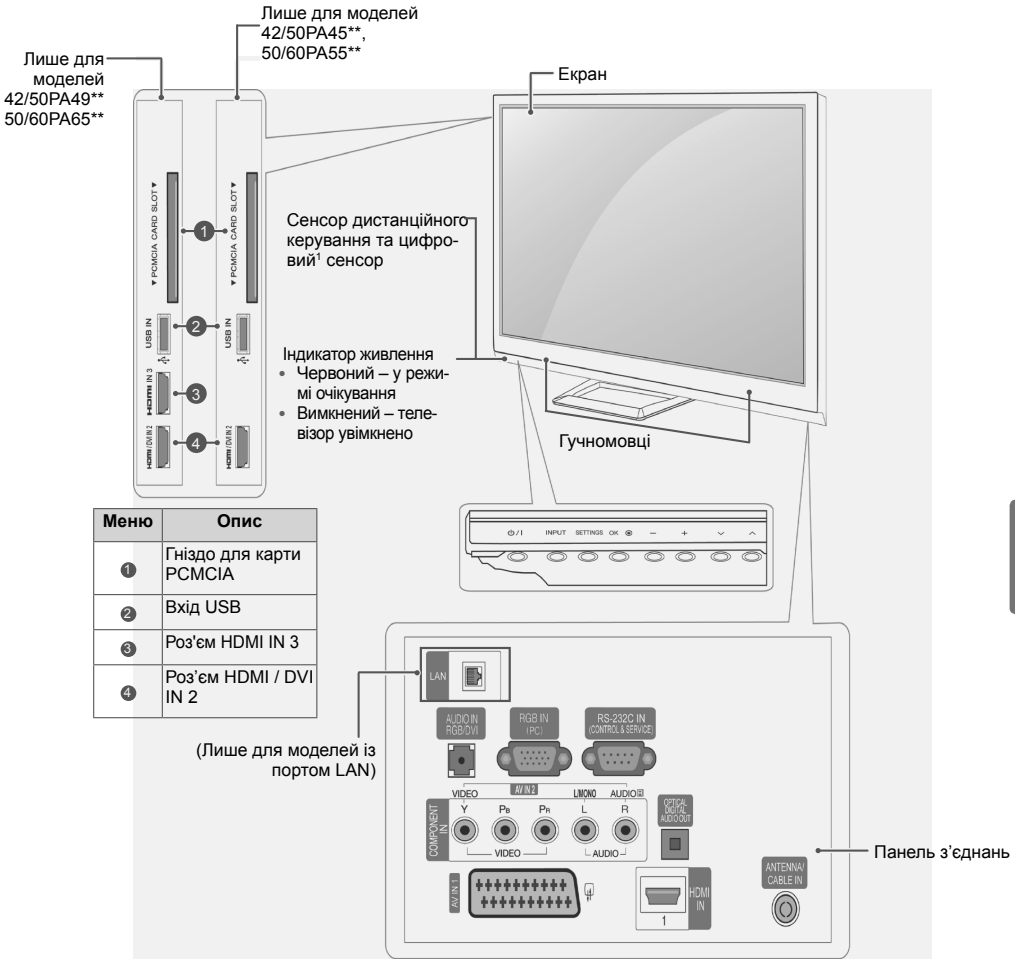 Лише для моделей
42/50PA45**,
50/60PA55**
Лише для
моделей
42/50PA49**
50/60PA65**
Екран
▼PCMCIA CARD SLOT▼
▼PCMCIA CARD SLOT▼
1
USB IN
USB IN
2
HDMI IN 3
3
HDMI / DVI IN 2
HDMI / DVI IN 2
4
Сенсор дистанційного
керування та цифро-
вий¹ сенсор
Індикатор живлення
• Червоний – у режи-
мі очікування
• Вимкнений – теле-
візор увімкнено
Гучномовці
Меню Опис
1 Гніздо для карти
PCMCIA
2 Вхід USB
3 Роз'єм HDMI IN 3
4 Роз’єм HDMI / DVI
IN 2
⏻/I INPUT SETTINGS OK ◉ − +
LAN
(Лише для моделей із
портом LAN)
AUDIO IN
RGB/DVI
RGB IN
(PC)
RS-232C IN
(CONTROL & SERVICE)
VIDEO AV IN 2 L/MONO AUDIO R
COMPONENT
IN
Y PB PR L R
VIDEO AUDIO
OPTICAL
DIGITAL
AUDIO OUT
AV IN 1
HDMI
IN
1
ANTENNA/
CABLE IN
Панель з’єднань